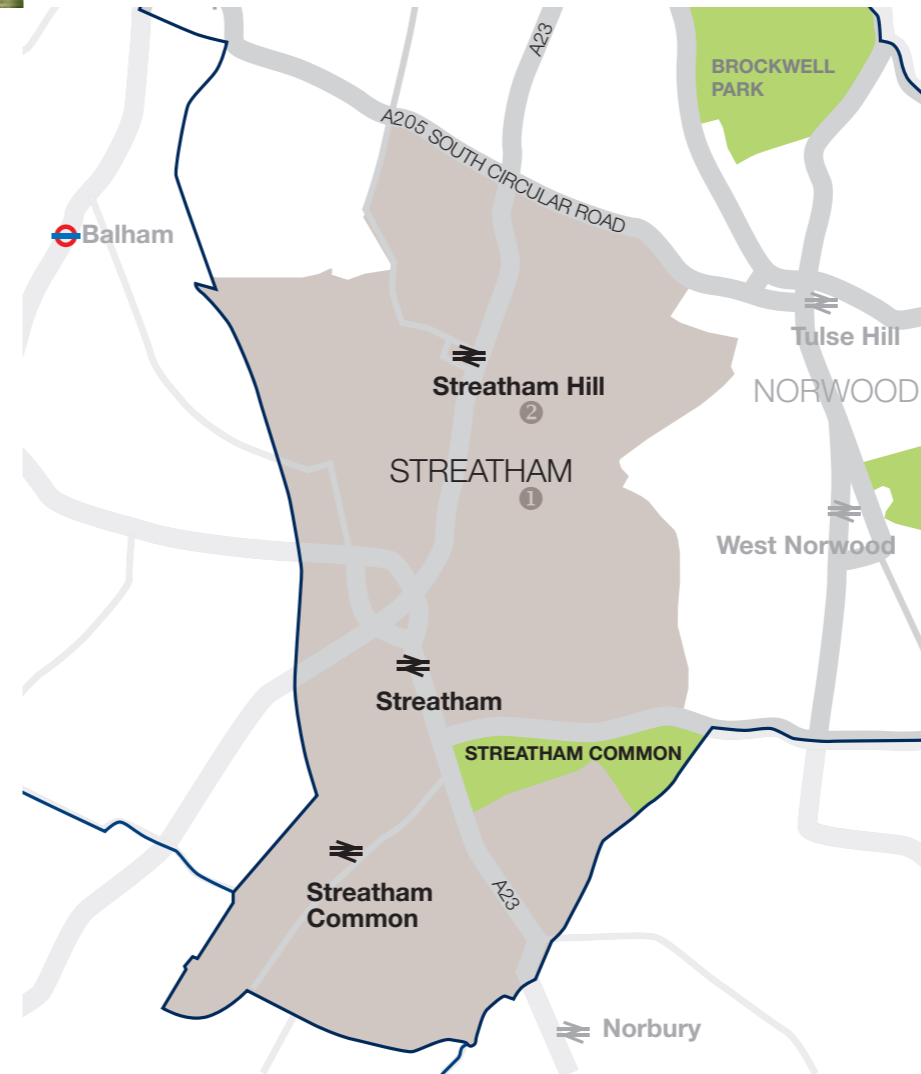 A23
BROCKWELL
PARK
A205 SOUTH CIRCULAR ROAD
Balham
Tulse Hill
Streatham Hill
NORWOOD
2
STREATHAM
1
West Norwood
Streatham
STREATHAM COMMON
Streatham
Common
A23
Norbury